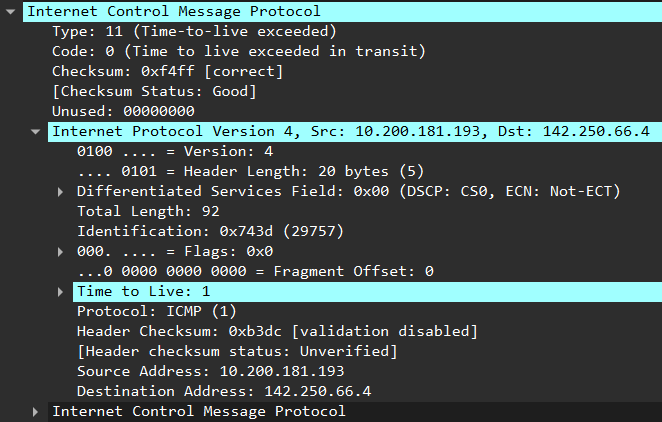 Internet Control Message Protocol
Type: 11 (Time-to-live exceeded)
Code: 0 (Time to live exceeded in transit)
Checksum: 0xf4ff [correct]
[Checksum Status: Good]
Unused: 00000000
Internet Protocol Version 4, Src: 10.200.181.193, Dst: 142.250.66.4
0100 .... = Version: 4
.... 0101 = Header Length: 20 bytes (5)
Differentiated Services Field: 0x00 (DSCP: CS0, ECN: Not-ECT)
Total Length: 92
Identification: 0x743d (29757)
000. .... = Flags: 0x0
...0 0000 0000 0000 = Fragment Offset: 0
Time to Live: 1
Protocol: ICMP (1)
Header Checksum: 0xb3dc [validation disabled]
[Header checksum status: Unverified]
Source Address: 10.200.181.193
Destination Address: 142.250.66.4
Internet Control Message Protocol